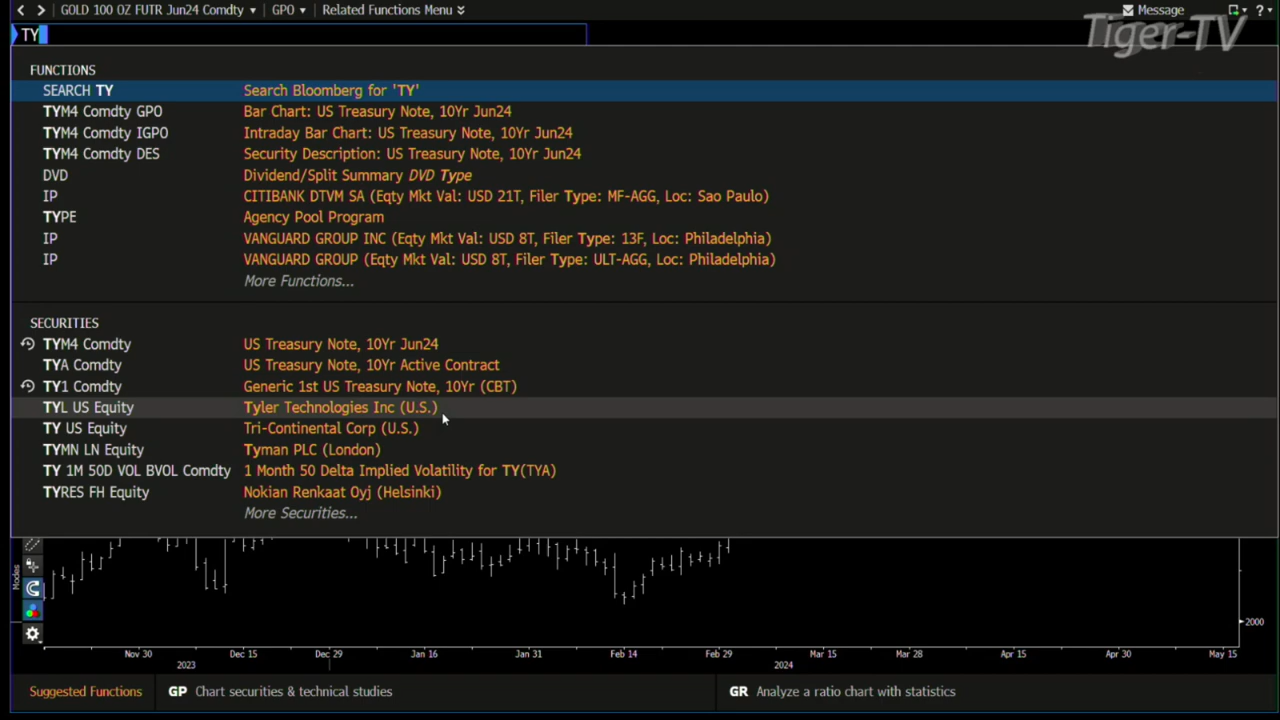 GOLD 100 OZ FUTR Jun24 Comdty GPO Related Functions Menu Message ?
Tiger-TV
TY
FUNCTIONS
SEARCH TY Search Bloomberg for 'TY'
TYM4 Comdty GPO Bar Chart: US Treasury Note, 10Yr Jun24
TYM4 Comdty IGPO Intraday Bar Chart: US Treasury Note, 10Yr Jun24
TYM4 Comdty DES Security Description: US Treasury Note, 10Yr Jun24
DVD Dividend/Split Summary DVD Type
IP CITIBANK DTVM SA (Eqty Mkt Val: USD 21T, Filer Type: MF-AGG, Loc: Sao Paulo)
TYPE Agency Pool Program
IP VANGUARD GROUP INC (Eqty Mkt Val: USD 8T, Filer Type: 13F, Loc: Philadelphia)
IP VANGUARD GROUP (Eqty Mkt Val: USD 8T, Filer Type: ULT-AGG, Loc: Philadelphia)
More Functions...
SECURITIES
TYM4 Comdty US Treasury Note, 10Yr Jun24
TYA Comdty US Treasury Note, 10Yr Active Contract
TY1 Comdty Generic 1st US Treasury Note, 10Yr (CBT)
TYL US Equity Tyler Technologies Inc (U.S.)
TY US Equity Tri-Continental Corp (U.S.)
TYMN LN Equity Tyman PLC (London)
TY 1M 50D VOL BVOL Comdty 1 Month 50 Delta Implied Volatility for TY(TYA)
TYRES FH Equity Nokian Renkaat Oyj (Helsinki)
More Securities...
Modes
2000
Nov 30 Dec 15 Dec 29 Jan 16 Jan 31 Feb 14 Feb 29 Mar 15 Mar 28 Apr 15 Apr 30 May 15
2023 2024
Suggested Functions GP Chart securities & technical studies GR Analyze a ratio chart with statistics